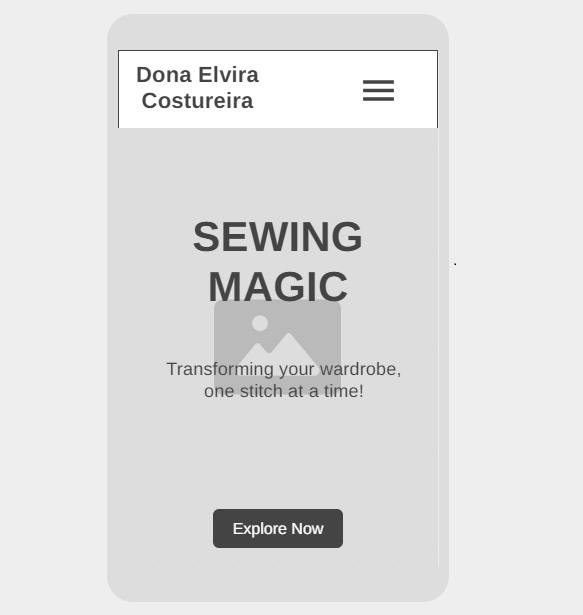 Dona Elvira
Costureira
SEWING
MAGIC
Transforming your wardrobe,
one stitch at a time!
Explore Now